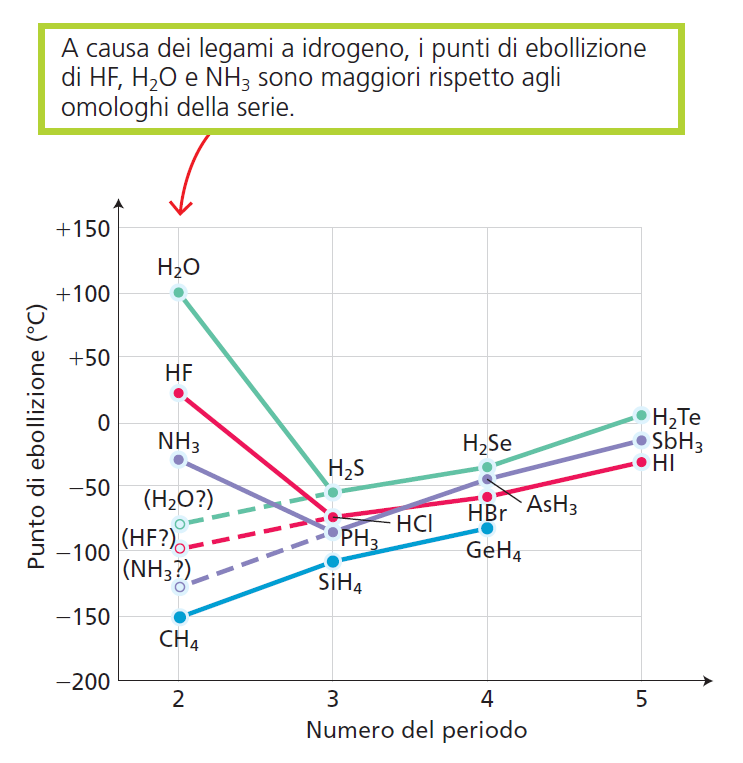 A causa dei legami a idrogeno, i punti di ebollizione
di HF, H₂O e NH₃ sono maggiori rispetto agli
omologhi della serie.
Punto di ebollizione (°C)
+150
+100
+50
0
−50
−100
−150
−200
H₂O
HF
NH₃
(H₂O?)
(HF?)
(NH₃?)
CH₄
H₂S
HCl
PH₃
SiH₄
H₂Se
AsH₃
HBr
GeH₄
H₂Te
SbH₃
HI
2 3 4 5
Numero del periodo